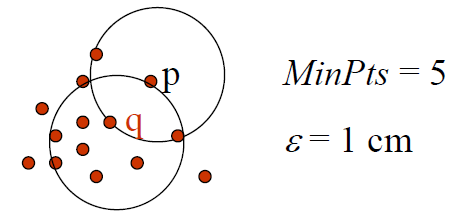 p
MinPts = 5
q
ε = 1 cm